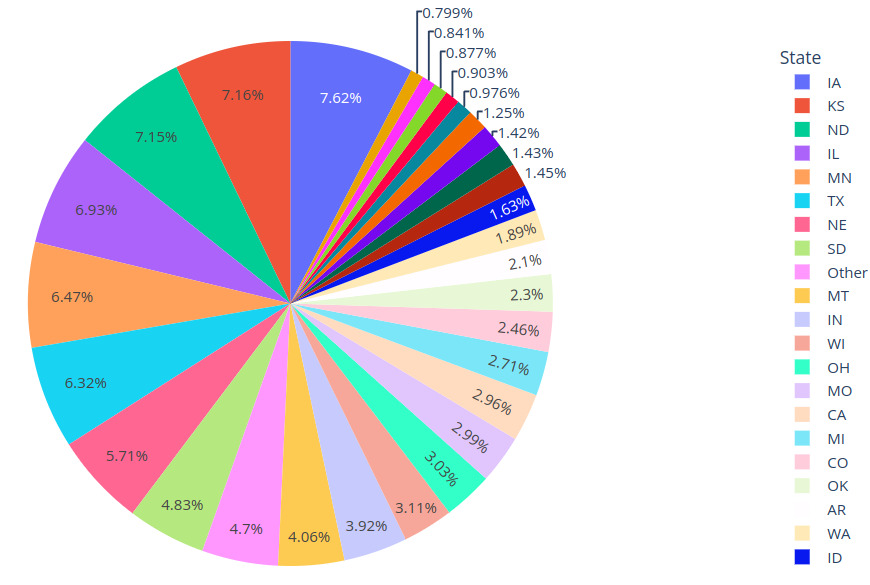 0.799%
0.841%
0.877%
0.903%
0.976%
1.25%
1.42%
1.43%
1.45%
1.63%
1.89%
2.1%
2.3%
2.46%
2.71%
2.96%
2.99%
3.03%
3.11%
3.92%
4.06%
4.7%
4.83%
5.71%
6.32%
6.47%
6.93%
7.15%
7.16%
7.62%
State
IA
KS
ND
IL
MN
TX
NE
SD
Other
MT
IN
WI
OH
MO
CA
MI
CO
OK
AR
WA
ID